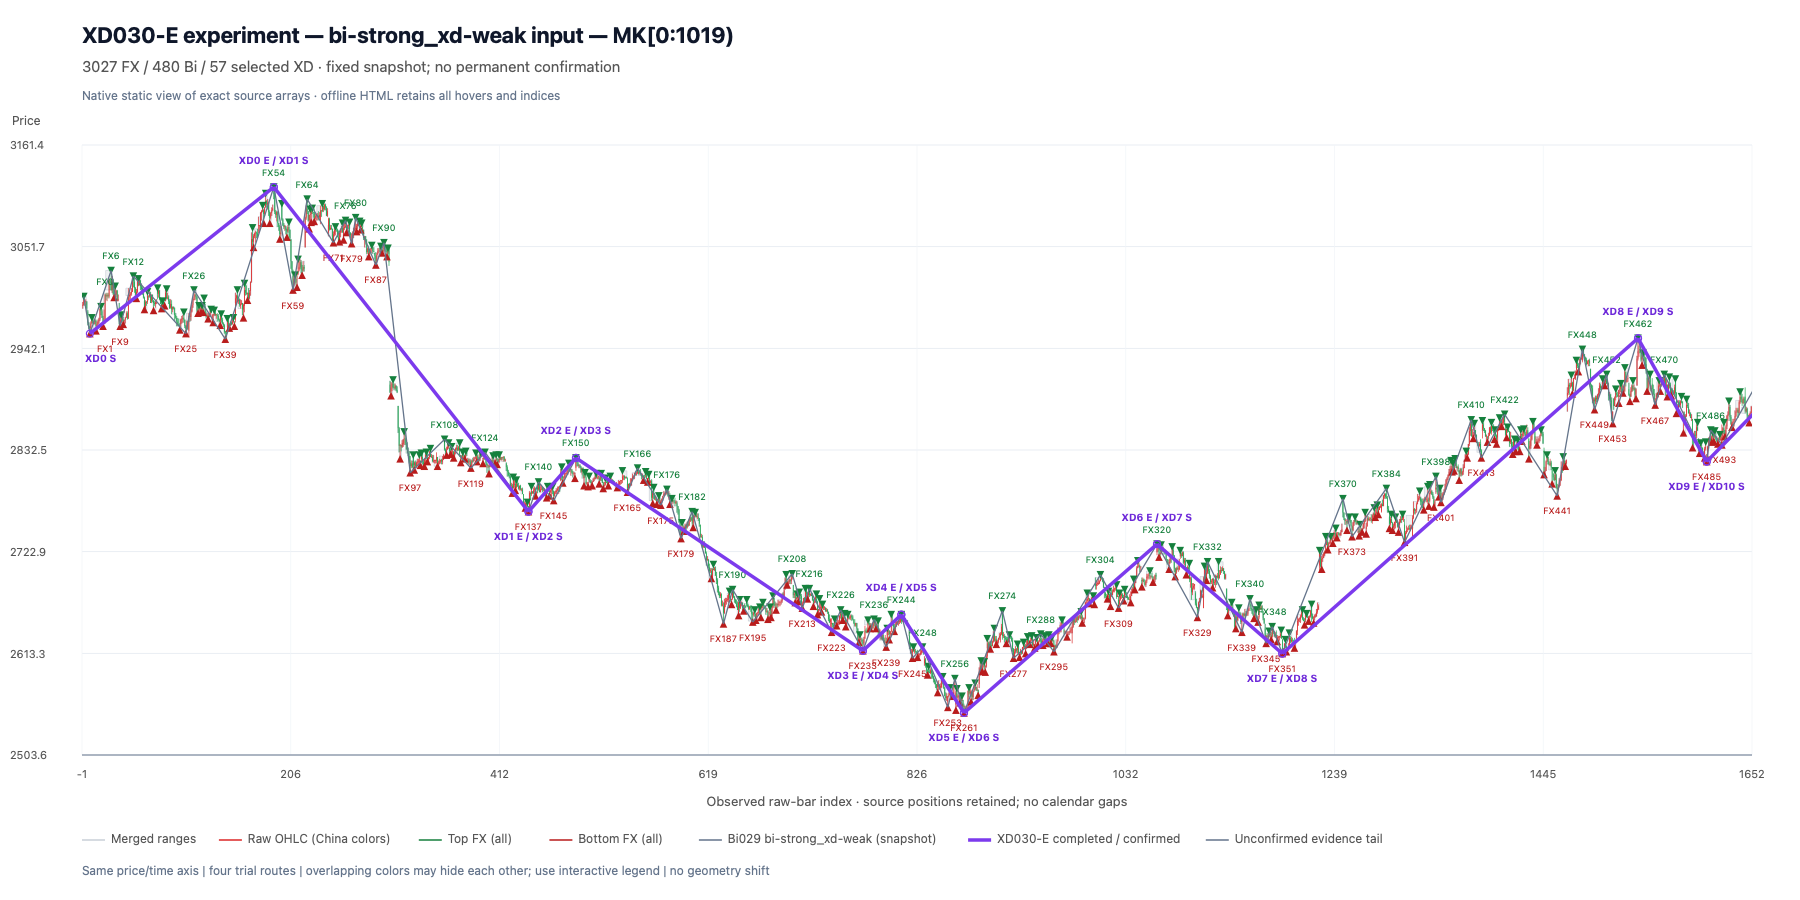 XD030-E experiment — bi-strong_xd-weak input — MK[0:1019)
3027 FX / 480 Bi / 57 selected XD · fixed snapshot; no permanent confirmation
Native static view of exact source arrays · offline HTML retains all hovers and indices
Price
3161.4
3051.7
2942.1
2832.5
2722.9
2613.3
2503.6
XD0 E / XD1 S
FX54
FX64
FX80
FX90
FX6
FX12
FX26
FX79
FX87
FX59
FX1
FX9
FX25
FX39
XD0 S
FX108
FX124
FX97
FX119
XD2 E / XD3 S
FX150
FX140
FX166
FX176
FX182
FX145
FX165
FX137
XD1 E / XD2 S
FX179
FX190
FX208
FX216
FX226
FX236
XD4 E / XD5 S
FX244
FX248
FX187
FX195
FX213
FX223
FX235
FX239
FX245
XD3 E / XD4 S
FX256
FX253
FX261
XD5 E / XD6 S
FX274
FX288
FX277
FX295
FX304
FX309
XD6 E / XD7 S
FX320
FX332
FX329
FX340
FX348
FX339
FX345
FX351
XD7 E / XD8 S
FX370
FX384
FX373
FX391
FX398
FX401
FX410
FX422
FX413
FX441
FX448
FX452
XD8 E / XD9 S
FX462
FX470
FX449
FX453
FX467
FX486
FX493
FX485
XD9 E / XD10 S
-1
206
412
619
826
1032
1239
1445
1652
Observed raw-bar index · source positions retained; no calendar gaps
Merged ranges
Raw OHLC (China colors)
Top FX (all)
Bottom FX (all)
Bi029 bi-strong_xd-weak (snapshot)
XD030-E completed / confirmed
Unconfirmed evidence tail
Same price/time axis | four trial routes | overlapping colors may hide each other; use interactive legend | no geometry shift